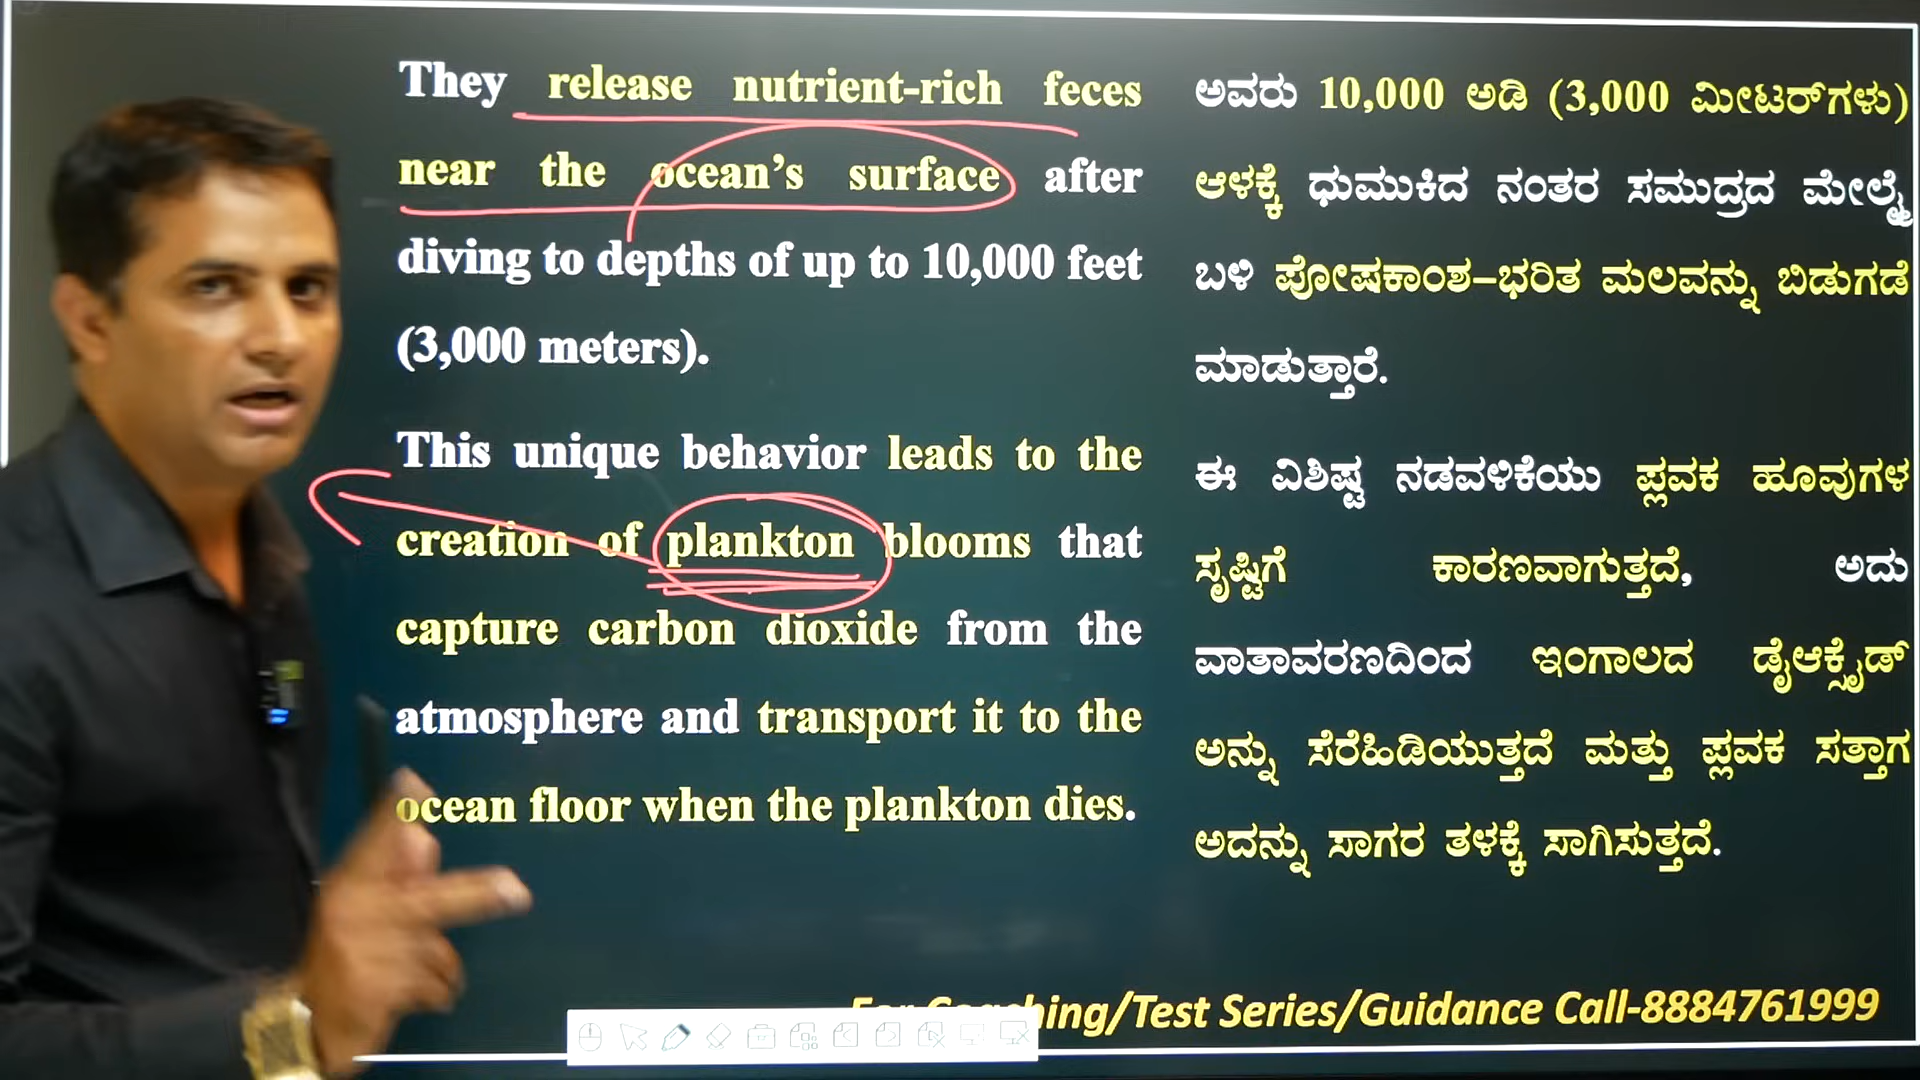 They release nutrient-rich feces
near the ocean's surface after
diving to depths of up to 10,000 feet
(3,000 meters).
This unique behavior leads to the
creation of plankton blooms that
capture carbon dioxide from the
atmosphere and transport it to the
ocean floor when the plankton dies.
ಅವರು 10,000 ಅಡಿ (3,000 ಮೀಟರ್‌ಗಳು)
ಆಳಕ್ಕೆ ಧುಮುಕಿದ ನಂತರ ಸಮುದ್ರದ ಮೇಲ್ಮೈ
ಬಳಿ ಪೋಷಕಾಂಶ-ಭರಿತ ಮಲವನ್ನು ಬಿಡುಗಡೆ
ಮಾಡುತ್ತಾರೆ.
ಈ ವಿಶಿಷ್ಟ ನಡವಳಿಕೆಯು ಪ್ಲವಕ ಹೂವುಗಳ
ಸೃಷ್ಟಿಗೆ ಕಾರಣವಾಗುತ್ತದೆ, ಅದು
ವಾತಾವರಣದಿಂದ ಇಂಗಾಲದ ಡೈಆಕ್ಸೈಡ್
ಅನ್ನು ಸೆರೆಹಿಡಿಯುತ್ತದೆ ಮತ್ತು ಪ್ಲವಕ ಸತ್ತಾಗ
ಅದನ್ನು ಸಾಗರ ತಳಕ್ಕೆ ಸಾಗಿಸುತ್ತದೆ.
For Coaching/Test Series/Guidance Call-8884761999